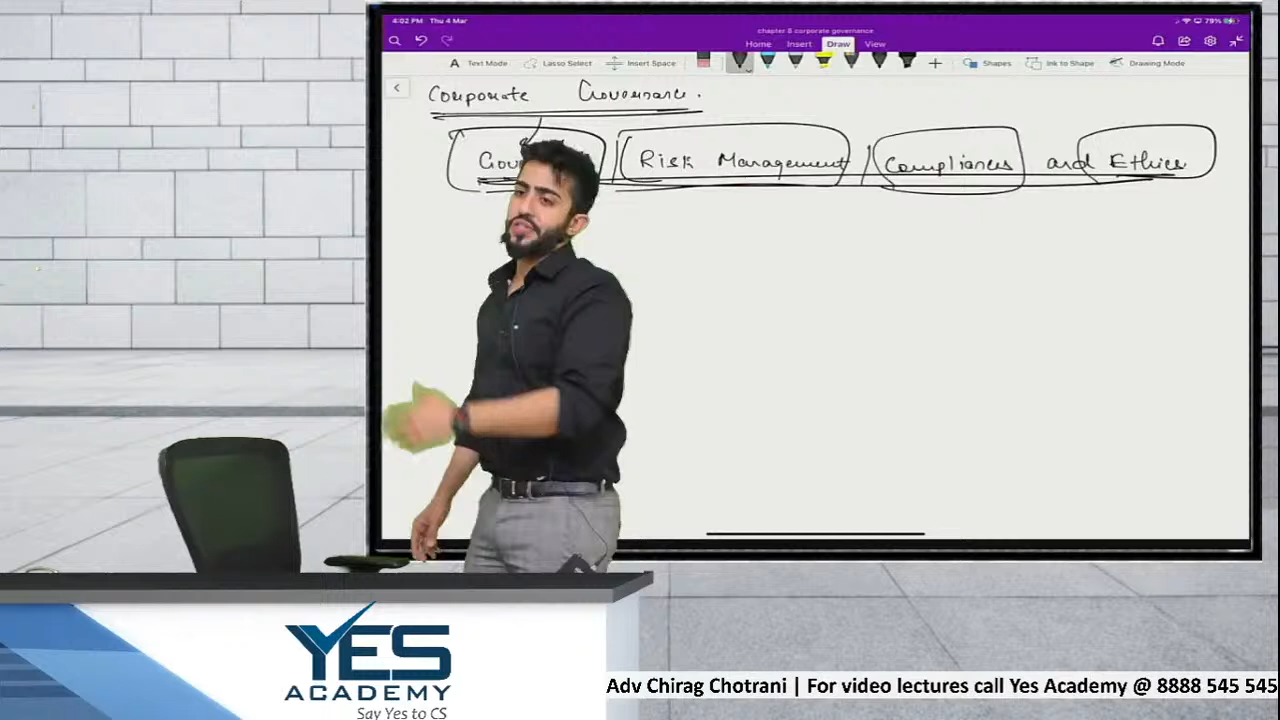 4:02 PM Thu 4 Mar
79%
chapter 8 corporate governance
Home Insert Draw View
Text Mode Lasso Select Insert Space Shapes Ink to Shape Drawing Mode
Corporate Governance.
Risk Management / Compliances and Ethics
YES
ACADEMY
Say Yes to CS
Adv Chirag Chotrani | For video lectures call Yes Academy @ 8888 545 545